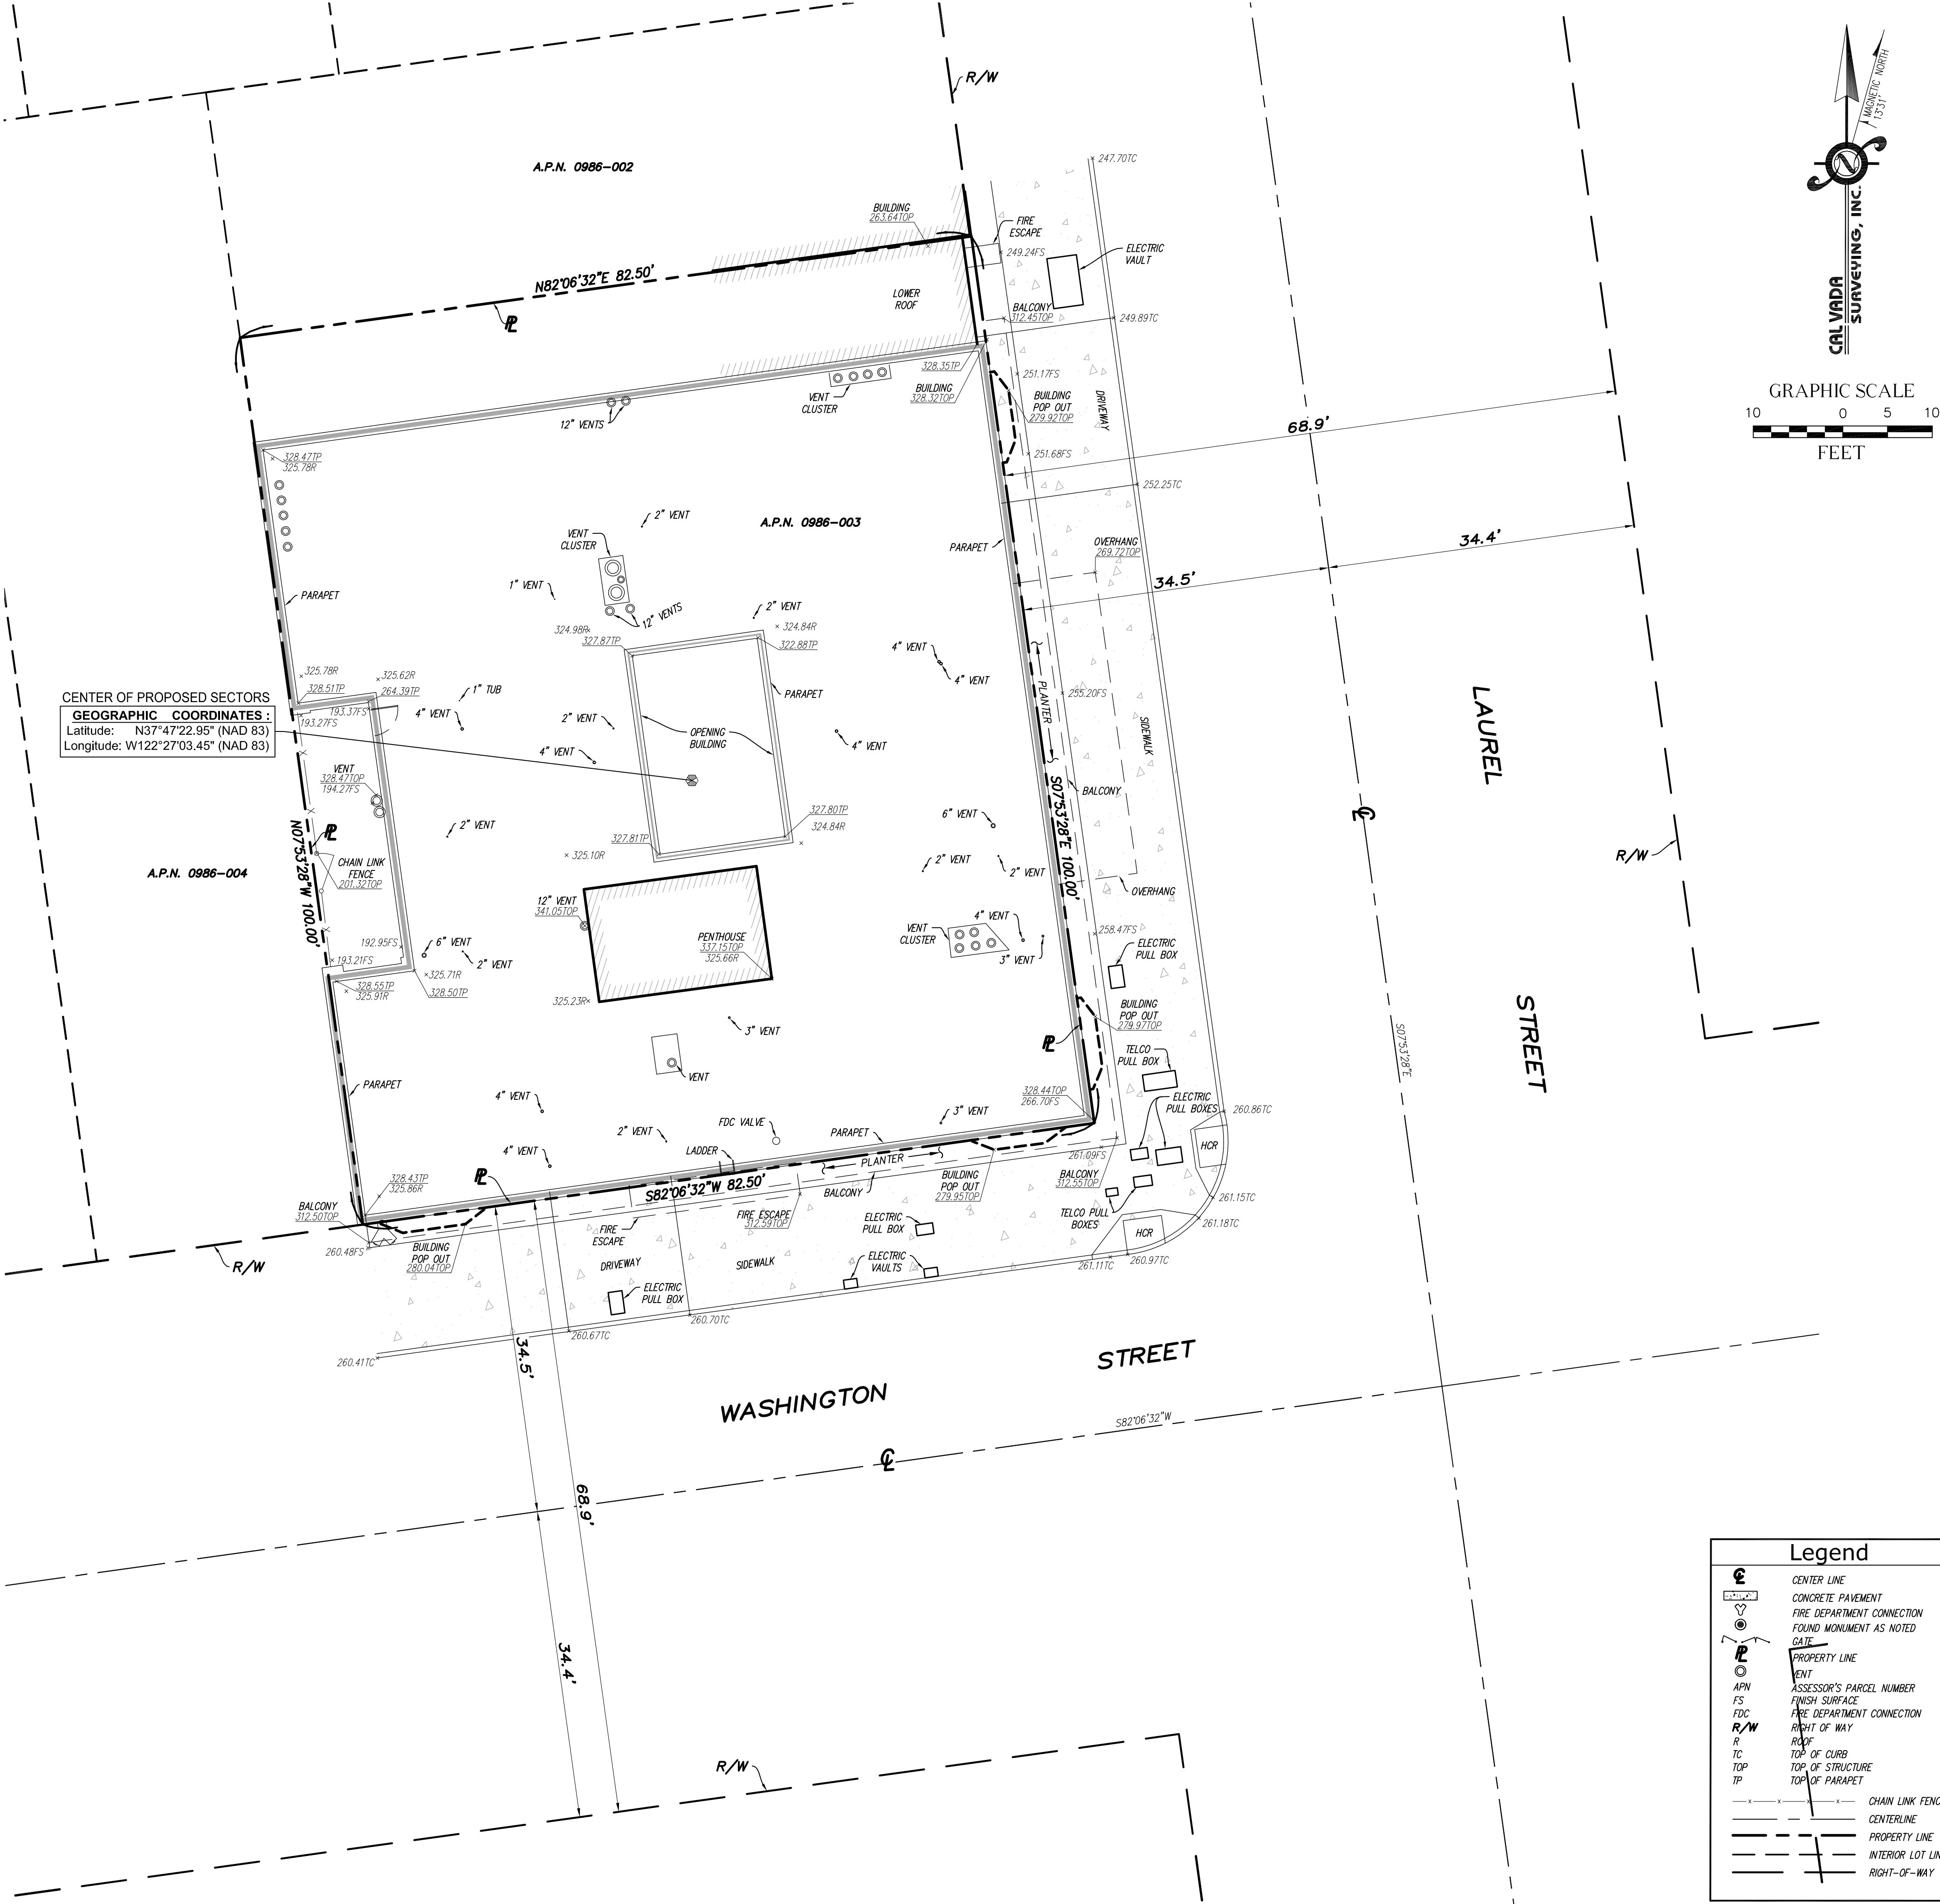 R/W
MAGNETIC NORTH
13°31'
CAL VADA
SURVEYING, INC.
GRAPHIC SCALE
10 0 5 10
FEET
A.P.N. 0986-002
247.70TC
BUILDING
263.64TOP
FIRE
ESCAPE
249.24FS
ELECTRIC
VAULT
N82°06'32"E 82.50'
PL
LOWER
ROOF
BALCONY
312.45TOP
249.89TC
328.35TP
BUILDING
328.32TOP
VENT
CLUSTER
12" VENTS
251.17FS
BUILDING
POP OUT
279.92TOP
DRIVEWAY
251.68FS
68.9'
252.25TC
328.47TP
325.78R
A.P.N. 0986-003
2" VENT
VENT
CLUSTER
1" VENT
12" VENTS
PARAPET
PARAPET
OVERHANG
269.72TOP
34.4'
34.5'
2" VENT
324.98R
327.87TP
324.84R
322.88TP
4" VENT
4" VENT
PARAPET
325.78R
328.51TP
325.62R
264.39TP
193.37FS
193.27FS
1" TUB
4" VENT
2" VENT
4" VENT
OPENING
BUILDING
4" VENT
PLANTER
255.20FS
SIDEWALK
LAUREL
STREET
CENTER OF PROPOSED SECTORS
GEOGRAPHIC COORDINATES :
Latitude: N37°47'22.95" (NAD 83)
Longitude: W122°27'03.45" (NAD 83)
VENT
328.47TOP
194.27FS
S07°53'28"E 100.00'
BALCONY
N07°53'28"W 100.00'
PL
CHAIN LINK
FENCE
201.32TOP
A.P.N. 0986-004
2" VENT
327.81TP
327.80TP
324.84R
325.10R
6" VENT
2" VENT
2" VENT
OVERHANG
CL
R/W
12" VENT
341.05TOP
PENTHOUSE
337.15TOP
325.66R
VENT
CLUSTER
4" VENT
3" VENT
258.47FS
ELECTRIC
PULL BOX
192.95FS
193.21FS
6" VENT
2" VENT
325.71R
328.50TP
328.55TP
325.91R
325.23R
3" VENT
VENT
BUILDING
POP OUT
279.97TOP
PL
TELCO
PULL BOX
S07°53'28"E
PARAPET
4" VENT
2" VENT
FDC VALVE
3" VENT
328.44TOP
266.70FS
ELECTRIC
PULL BOXES
260.86TC
HCR
4" VENT
LADDER
PARAPET
PLANTER
261.09FS
BALCONY
312.55TOP
328.43TP
325.86R
PL
S82°06'32"W 82.50'
BALCONY
BUILDING
POP OUT
279.95TOP
261.15TC
BALCONY
312.50TOP
FIRE
ESCAPE
FIRE ESCAPE
312.59TOP
ELECTRIC
PULL BOX
TELCO PULL
BOXES
261.18TC
HCR
260.48FS
BUILDING
POP OUT
280.04TOP
R/W
DRIVEWAY
SIDEWALK
ELECTRIC
VAULTS
261.11TC
260.97TC
ELECTRIC
PULL BOX
260.70TC
260.67TC
260.41TC
34.5'
WASHINGTON
STREET
S82°06'32"W
CL
68.9'
34.4'
R/W
Legend
CL CENTER LINE
CONCRETE PAVEMENT
FIRE DEPARTMENT CONNECTION
FOUND MONUMENT AS NOTED
GATE
PL PROPERTY LINE
VENT
APN ASSESSOR'S PARCEL NUMBER
FS FINISH SURFACE
FDC FIRE DEPARTMENT CONNECTION
R/W RIGHT OF WAY
R ROOF
TC TOP OF CURB
TOP TOP OF STRUCTURE
TP TOP OF PARAPET
CHAIN LINK FENC
CENTERLINE
PROPERTY LINE
INTERIOR LOT LIN
RIGHT-OF-WAY